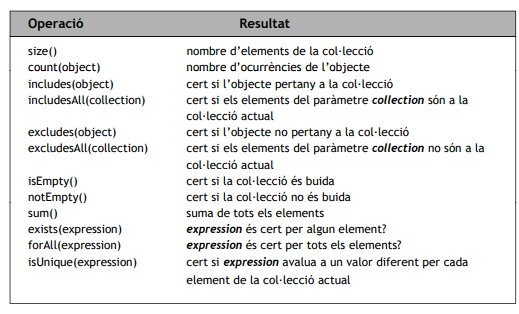 Operació Resultat
size() nombre d'elements de la col·lecció
count(object) nombre d'ocurrències de l'objecte
includes(object) cert si l'objecte pertany a la col·lecció
includesAll(collection) cert si els elements del paràmetre collection són a la
col·lecció actual
excludes(object) cert si l'objecte no pertany a la col·lecció
excludesAll(collection) cert si els elements del paràmetre collection no són a la
col·lecció actual
isEmpty() cert si la col·lecció és buida
notEmpty() cert si la col·lecció no és buida
sum() suma de tots els elements
exists(expression) expression és cert per algun element?
forAll(expression) expression és cert per tots els elements?
isUnique(expression) cert si expression avalua a un valor diferent per cada
element de la col·lecció actual